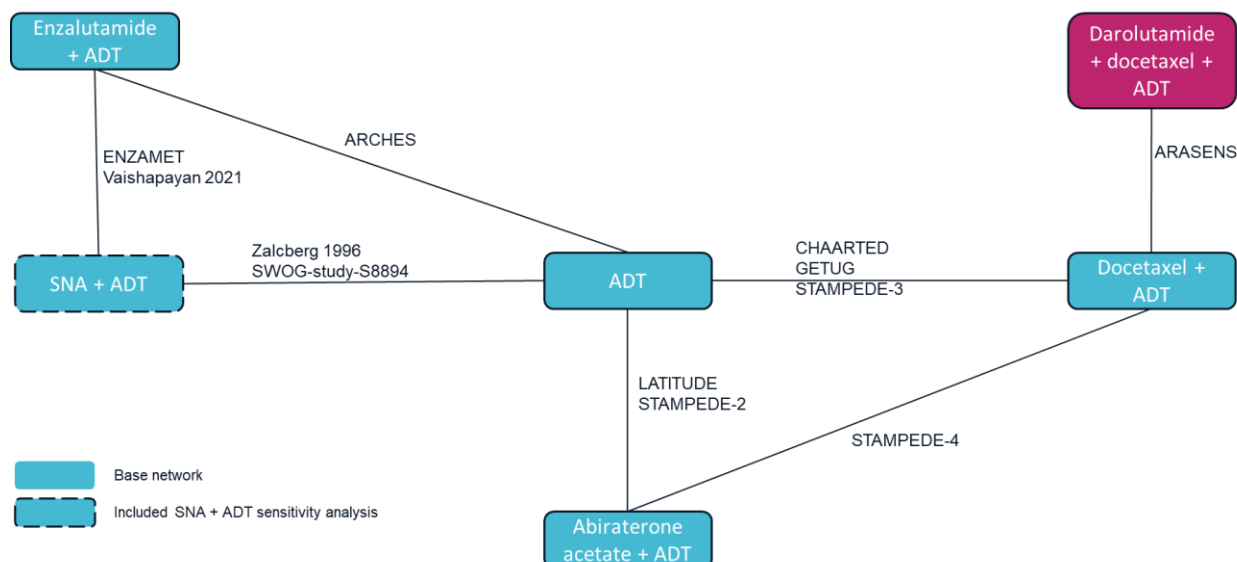 Enzalutamide
+ ADT
Darolutamide
+ docetaxel +
ADT
ARCHES
ENZAMET
Vaishapayan 2021
ARASENS
Zalcberg 1996
SWOG-study-S8894
CHAARTED
GETUG
STAMPEDE-3
SNA + ADT
ADT
Docetaxel +
ADT
LATITUDE
STAMPEDE-2
STAMPEDE-4
Base network
Included SNA + ADT sensitivity analysis
Abiraterone
acetate + ADT